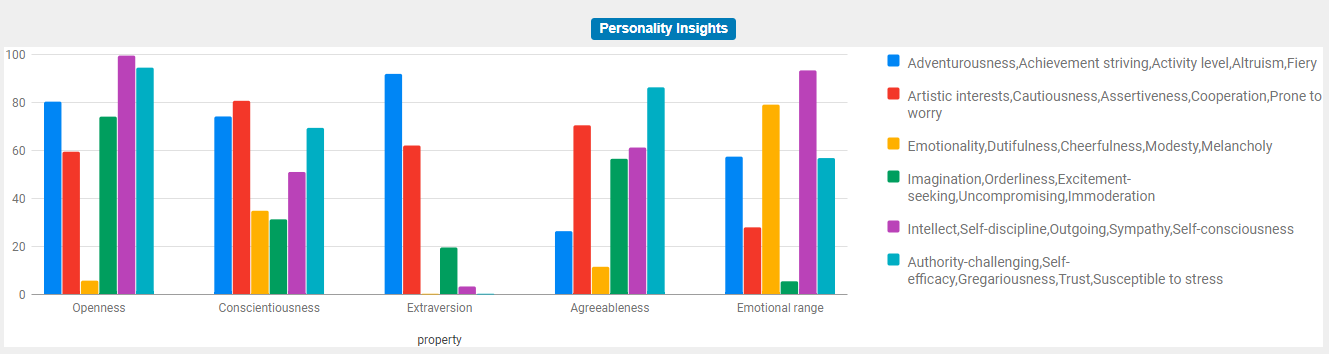 Personality Insights
100
80
60
40
20
0
Openness
Conscientiousness
Extraversion
Agreeableness
Emotional range
property
Adventurousness,Achievement striving,Activity level,Altruism,Fiery
Artistic interests,Cautiousness,Assertiveness,Cooperation,Prone to
worry
Emotionality,Dutifulness,Cheerfulness,Modesty,Melancholy
Imagination,Orderliness,Excitement-
seeking,Uncompromising,Immoderation
Intellect,Self-discipline,Outgoing,Sympathy,Self-consciousness
Authority-challenging,Self-
efficacy,Gregariousness,Trust,Susceptible to stress